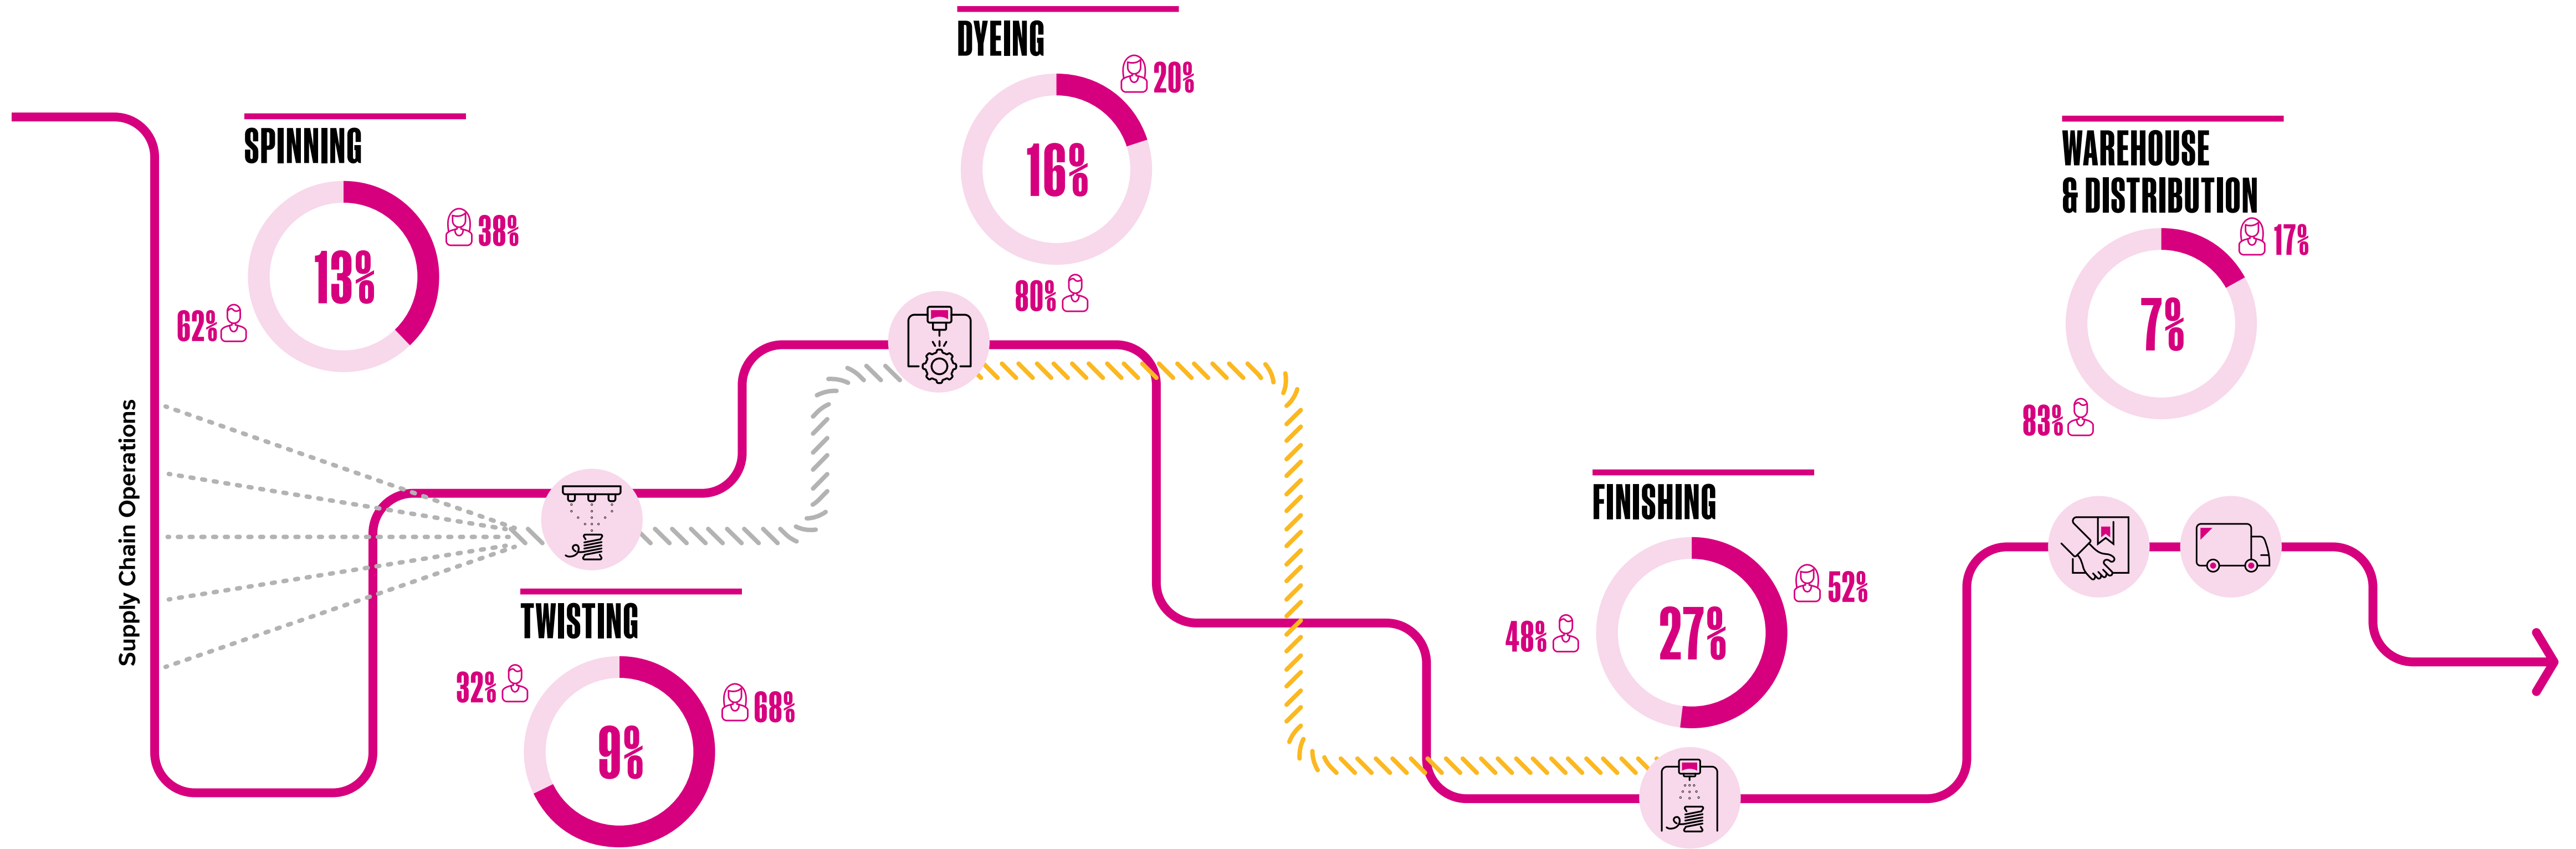 Supply Chain Operations
SPINNING
38%
13%
62%
TWISTING
32%
68%
9%
DYEING
20%
16%
80%
FINISHING
52%
48%
27%
WAREHOUSE
& DISTRIBUTION
17%
7%
83%